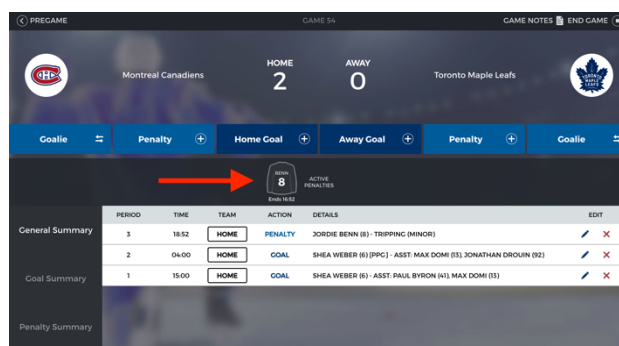 PREGAME GAME 54 GAME NOTES END GAME
HOME AWAY
Montreal Canadiens 2 0 Toronto Maple Leafs
TORONTO MAPLE LEAFS
Goalie Penalty Home Goal Away Goal Penalty Goalie
BENN
8 ACTIVE PENALTIES
Ends 16:52
PERIOD TIME TEAM ACTION DETAILS EDIT
General Summary 3 18:52 HOME PENALTY JORDIE BENN (8) - TRIPPING (MINOR)
2 04:00 HOME GOAL SHEA WEBER (6) [PPG] - ASST: MAX DOMI (13), JONATHAN DROUIN (92)
Goal Summary 1 15:00 HOME GOAL SHEA WEBER (6) - ASST: PAUL BYRON (41), MAX DOMI (13)
Penalty Summary